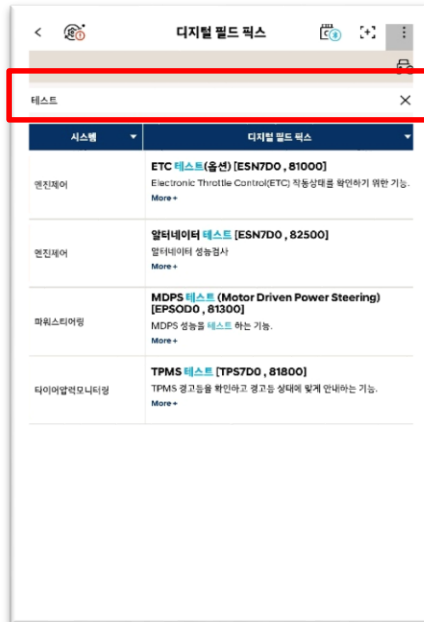 디지털 필드 픽스
테스트
시스템 디지털 필드 픽스
엔진제어
ETC 테스트(옵션) [ESN7D0 , 81000]
Electronic Throttle Control(ETC) 작동상태를 확인하기 위한 기능.
More +
엔진제어
알터네이터 테스트 [ESN7D0 , 82500]
알터네이터 성능검사
More +
파워스티어링
MDPS 테스트 (Motor Driven Power Steering)
[EPSOD0 , 81300]
MDPS 성능을 테스트 하는 기능.
More +
타이어압력모니터링
TPMS 테스트 [TPS7D0 , 81800]
TPMS 경고등을 확인하고 경고등 상태에 맞게 안내하는 기능.
More +